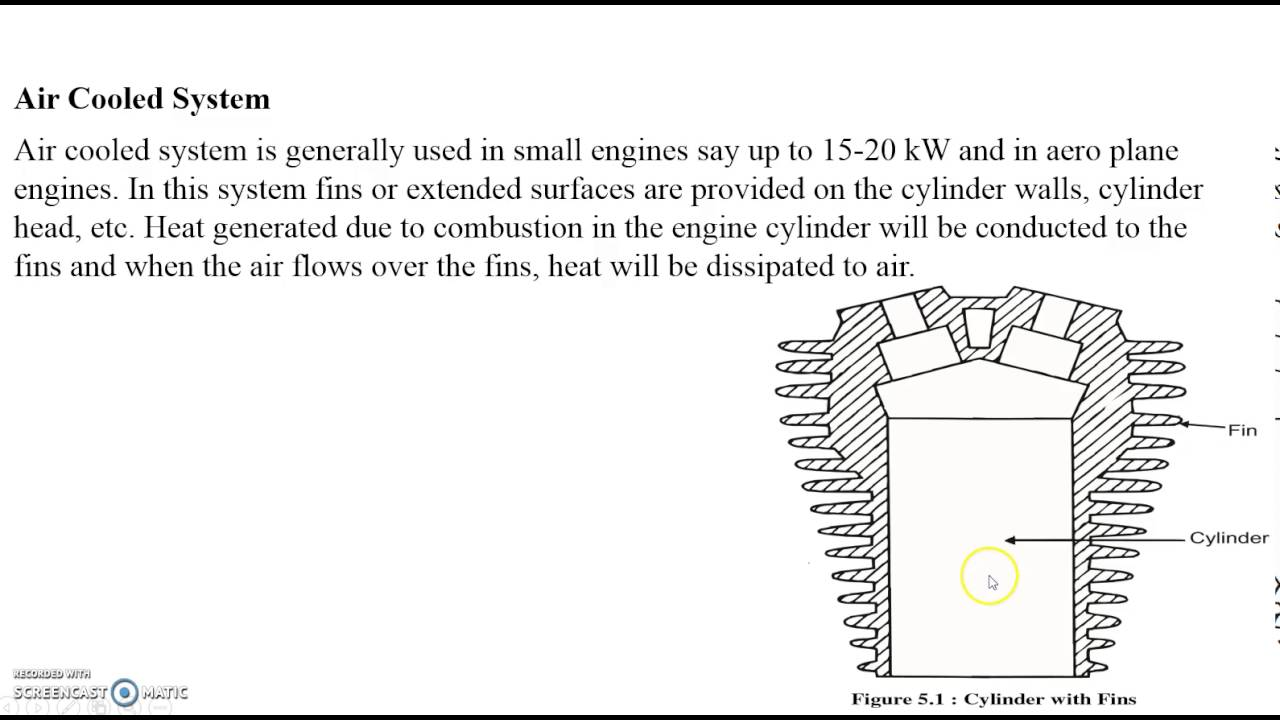 Air Cooled System
Air cooled system is generally used in small engines say up to 15-20 kW and in aero plane
engines. In this system fins or extended surfaces are provided on the cylinder walls, cylinder
head, etc. Heat generated due to combustion in the engine cylinder will be conducted to the
fins and when the air flows over the fins, heat will be dissipated to air.
Fin
Cylinder
Figure 5.1 : Cylinder with Fins
RECORDED WITH
SCREENCAST MATIC